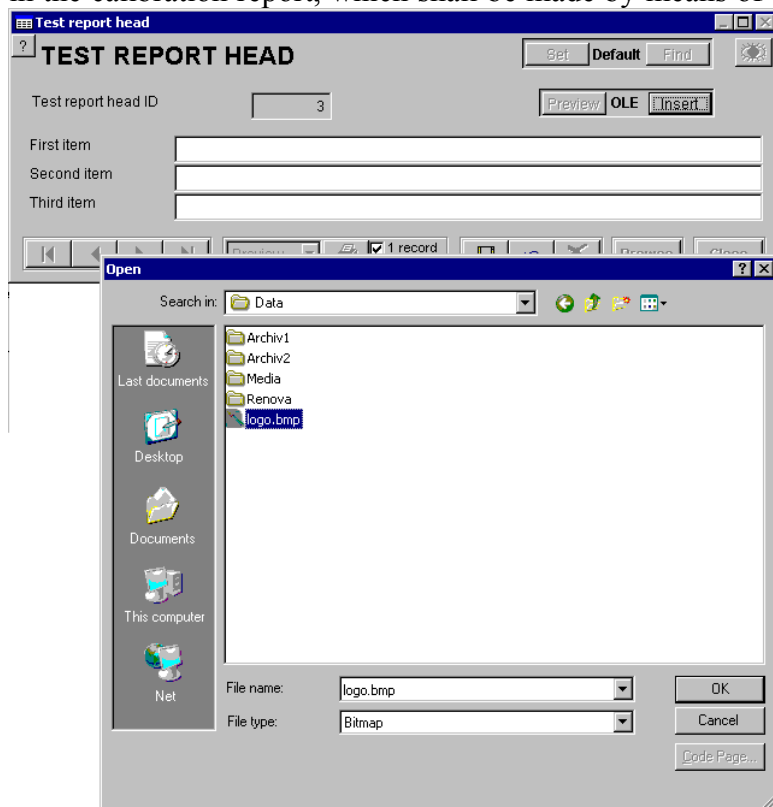 in the calibration report, which shall be made by means of
Test report head
?
TEST REPORT HEAD
Set Default Find
Test report head ID 3
Preview OLE Insert
First item
Second item
Third item
Preview 1 record Browse Close
Open
Search in: Data
Last documents
Desktop
Documents
This computer
Net
Archiv1
Archiv2
Media
Renova
logo.bmp
File name: logo.bmp OK
File type: Bitmap Cancel
Code Page...